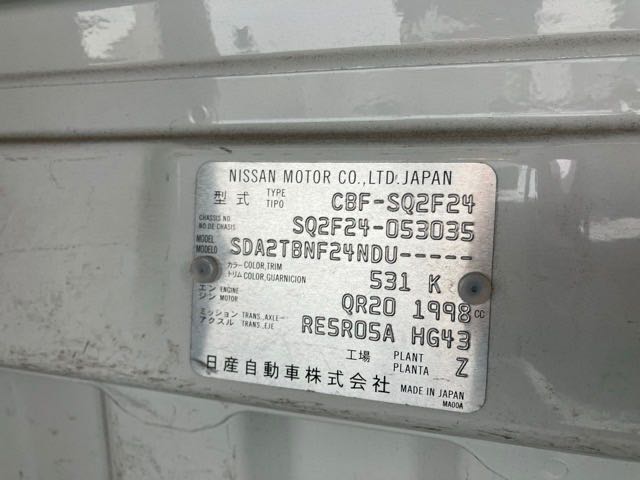 NISSAN MOTOR CO.,LTD.JAPAN
型式 TYPE TIPO CBF-SQ2F24
CHASSIS NO CHASSIS NO SQ2F24-053035
MODEL MODELO SDA2TBNF24NDU-----
カラー COLOR,TRIM
トリム COLOR,GUARNICION 531 K
エンジン ENGINE MOTOR QR20 1998 CC
ミッション TRANS.,AXLE
アクスル TRANS.,EJE RE5R05A HG43
工場 PLANT PLANTA Z
日産自動車株式会社 MADE IN JAPAN
MA00A